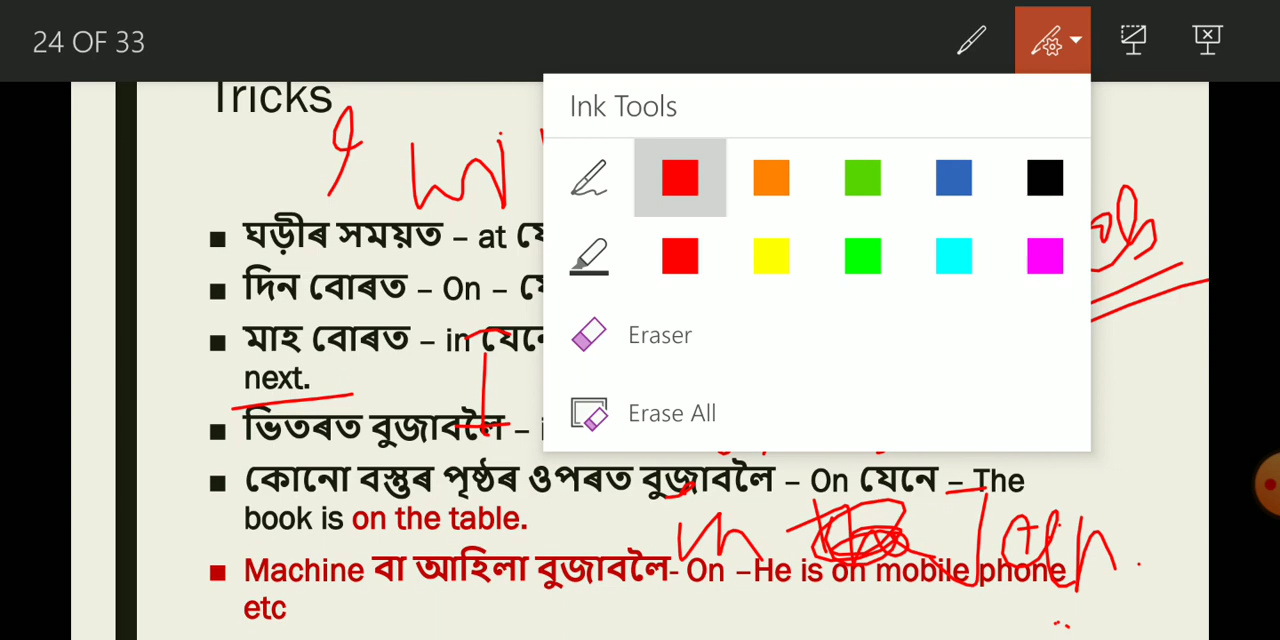 24 OF 33
Tricks
Ink Tools
ঘড়ীৰ সময়ত – at যে
দিন বোৰত – On – যে
মাহ বোৰত – in যেনে
next.
Eraser
Erase All
ভিতৰত বুজাবলৈ –
কোনো বস্তুৰ পৃষ্ঠৰ ওপৰত বুজাবলৈ – On যেনে – The
book is on the table.
in
Machine বা আহিলা বুজাবলৈ- On –He is on mobile phone
etc